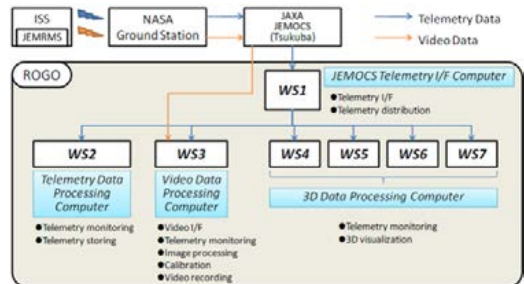 ISS
JEMRMS
NASA
Ground Station
JAXA
JEMOCS
(Tsukuba)
Telemetry Data
Video Data
ROGO
WS1
JEMOCS Telemetry I/F Computer
●Telemetry I/F
●Telemetry distribution
WS2
WS3
WS4
WS5
WS6
WS7
Telemetry Data
Processing
Computer
●Telemetry monitoring
●Telemetry storing
Video Data
Processing
Computer
●Video I/F
●Telemetry monitoring
●Image processing
●Calibration
●Video recording
3D Data Processing Computer
●Telemetry monitoring
●3D visualization